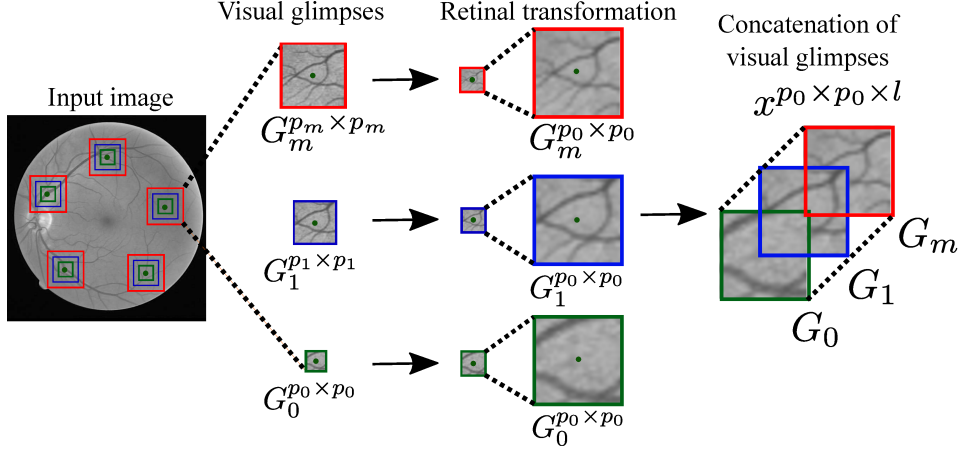 Visual glimpses
Retinal transformation
Concatenation of
visual glimpses
x^{p_0 × p_0 × l}
Input image
G_m^{p_m × p_m}
G_m^{p_0 × p_0}
G_1^{p_1 × p_1}
G_1^{p_0 × p_0}
G_0^{p_0 × p_0}
G_0^{p_0 × p_0}
G_m
G_1
G_0